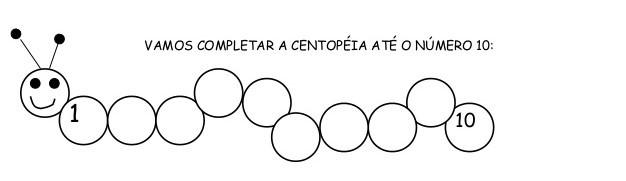 VAMOS COMPLETAR A CENTOPÉIA ATÉ O NÚMERO 10:
1
10